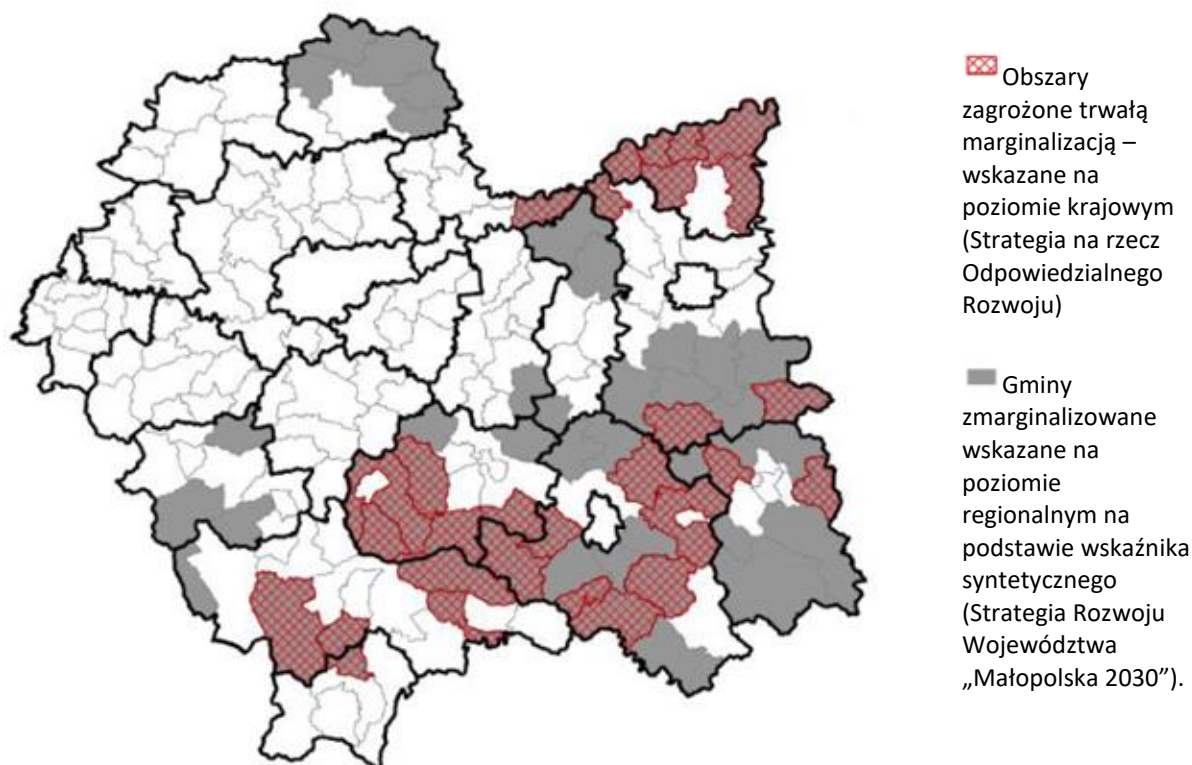 Obszary
zagrożone trwałą
marginalizacją –
wskazane na
poziomie krajowym
(Strategia na rzecz
Odpowiedzialnego
Rozwoju)
Gminy
zmarginalizowane
wskazane na
poziomie
regionalnym na
podstawie wskaźnika
syntetycznego
(Strategia Rozwoju
Województwa
„Małopolska 2030”).